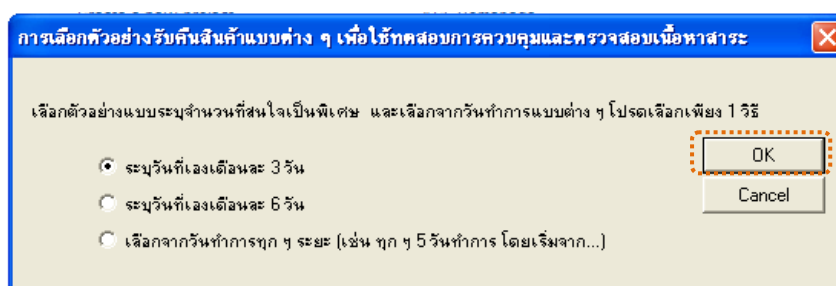 การเลือกตัวอย่างรับคืนสินค้าแบบต่าง ๆ เพื่อใช้ทดสอบการควบคุมและตรวจสอบเนื้อหาสาระ
เลือกตัวอย่างแบบระบุจำนวนที่สนใจเป็นพิเศษ และเลือกจากวันทำการแบบต่าง ๆ โปรดเลือกเพียง 1 วิธี
ระบุวันที่เองเดือนละ 3 วัน
OK
ระบุวันที่เองเดือนละ 6 วัน
Cancel
เลือกจากวันทำการทุก ๆ ระยะ (เช่น ทุก ๆ 5 วันทำการ โดยเริ่มจาก...)